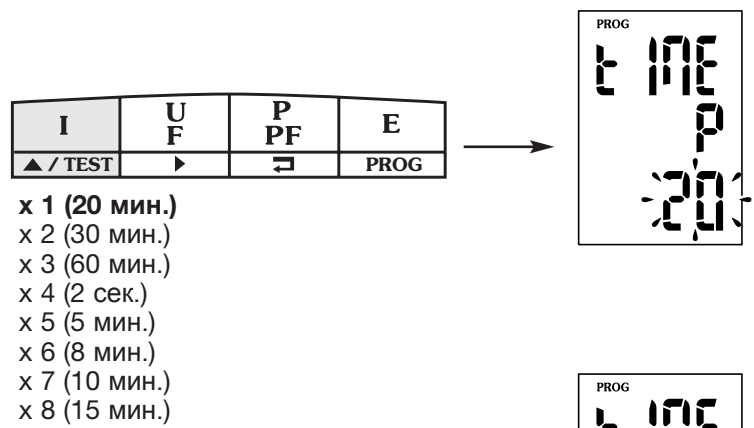 PROG
tIME
P
20
I
U
F
P
PF
E
▲ / TEST
PROG
x 1 (20 мин.)
x 2 (30 мин.)
x 3 (60 мин.)
x 4 (2 сек.)
x 5 (5 мин.)
x 6 (8 мин.)
x 7 (10 мин.)
x 8 (15 мин.)
PROG